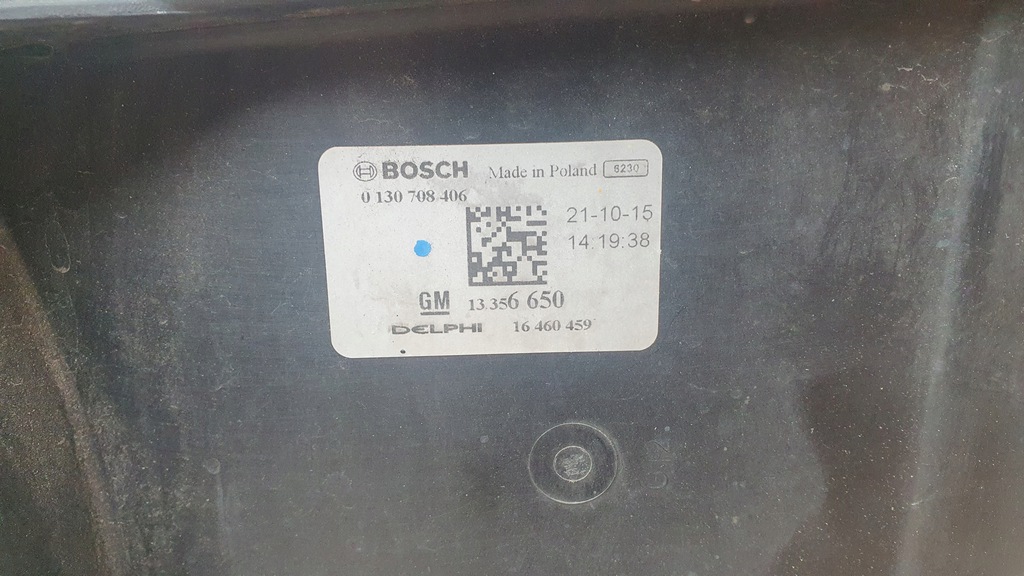 BOSCH Made in Poland 6230
0 130 708 406
21-10-15
14:19:38
GM 13 356 650
DELPHI 16 460 459